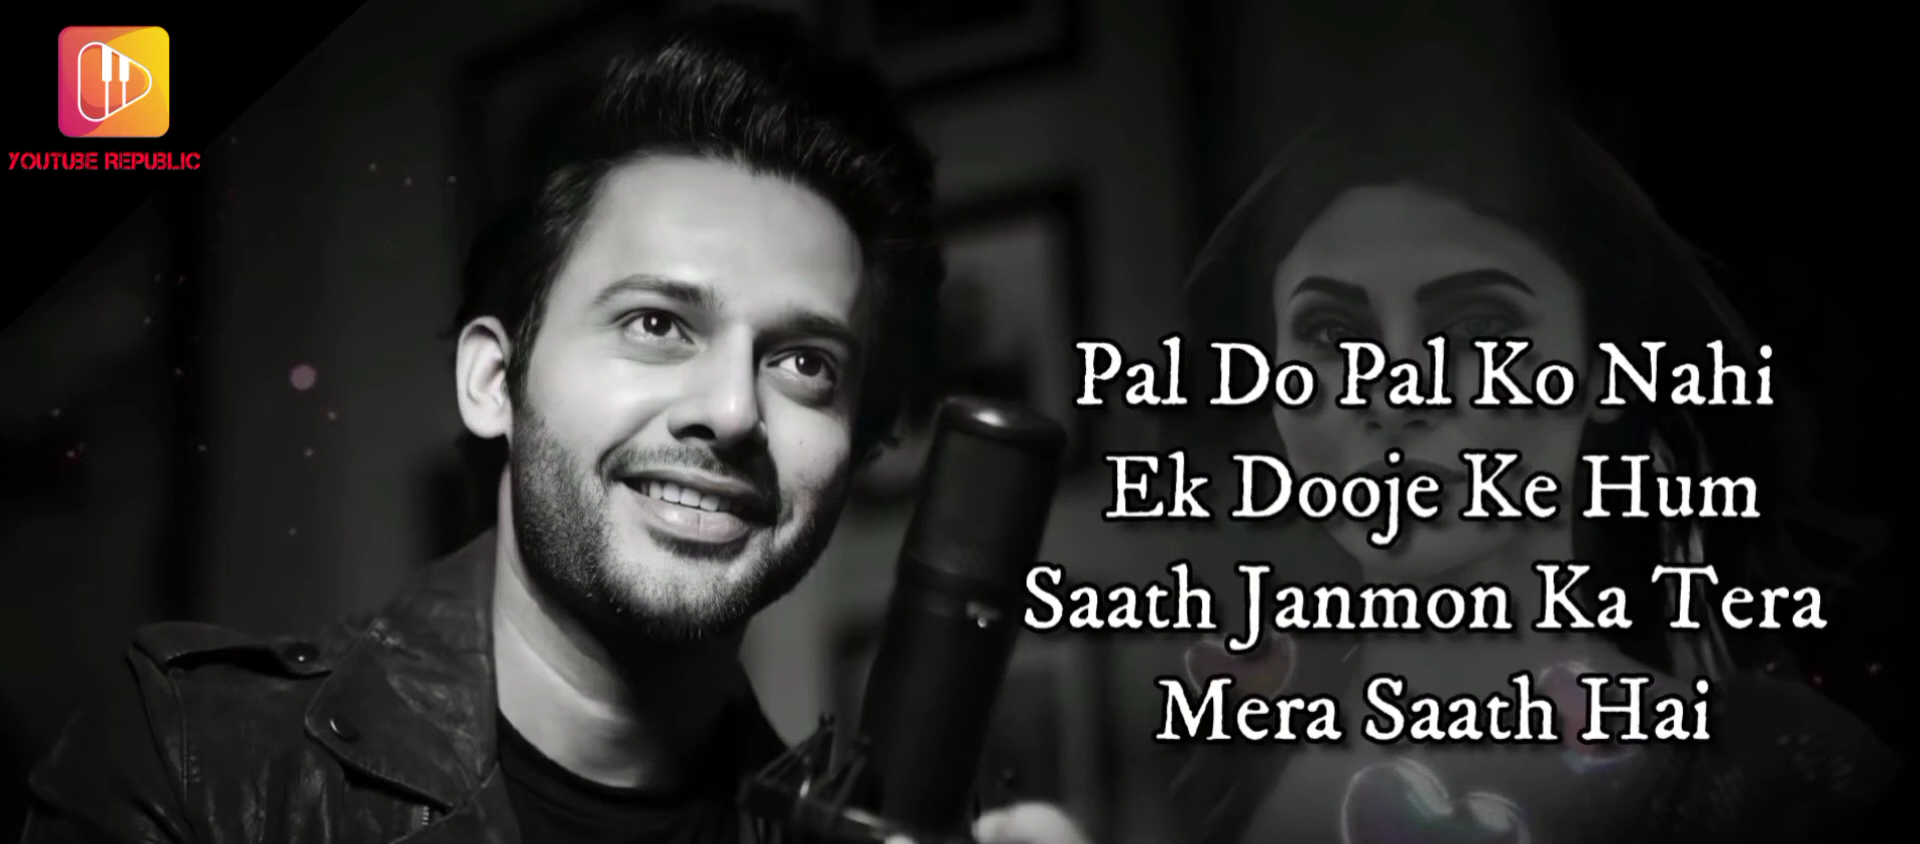 YOUTUBE REPUBLIC
Pal Do Pal Ko Nahi
Ek Dooje Ke Hum
Saath Janmon Ka Tera
Mera Saath Hai